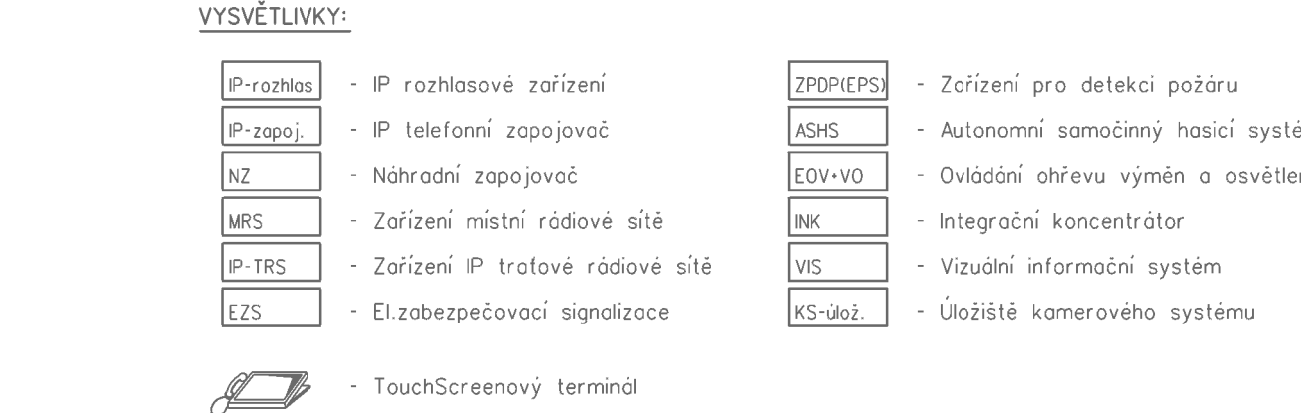 VYSVĚTLIVKY:
IP-rozhlas - IP rozhlasové zařízení
IP-zapoj. - IP telefonní zapojovač
NZ - Náhradní zapojovač
MRS - Zařízení místní rádiové sítě
IP-TRS - Zařízení IP traťové rádiové sítě
EZS - El.zabezpečovací signalizace
- TouchScreenový terminál
ZPDP(EPS) - Zařízení pro detekci požáru
ASHS - Autonomní samočinný hasicí
EOV+VO - Ovládání ohřevu výměn a
INK - Integrační koncentrátor
VIS - Vizuální informační systém
KS-úlož. - Úložiště kamerového systému